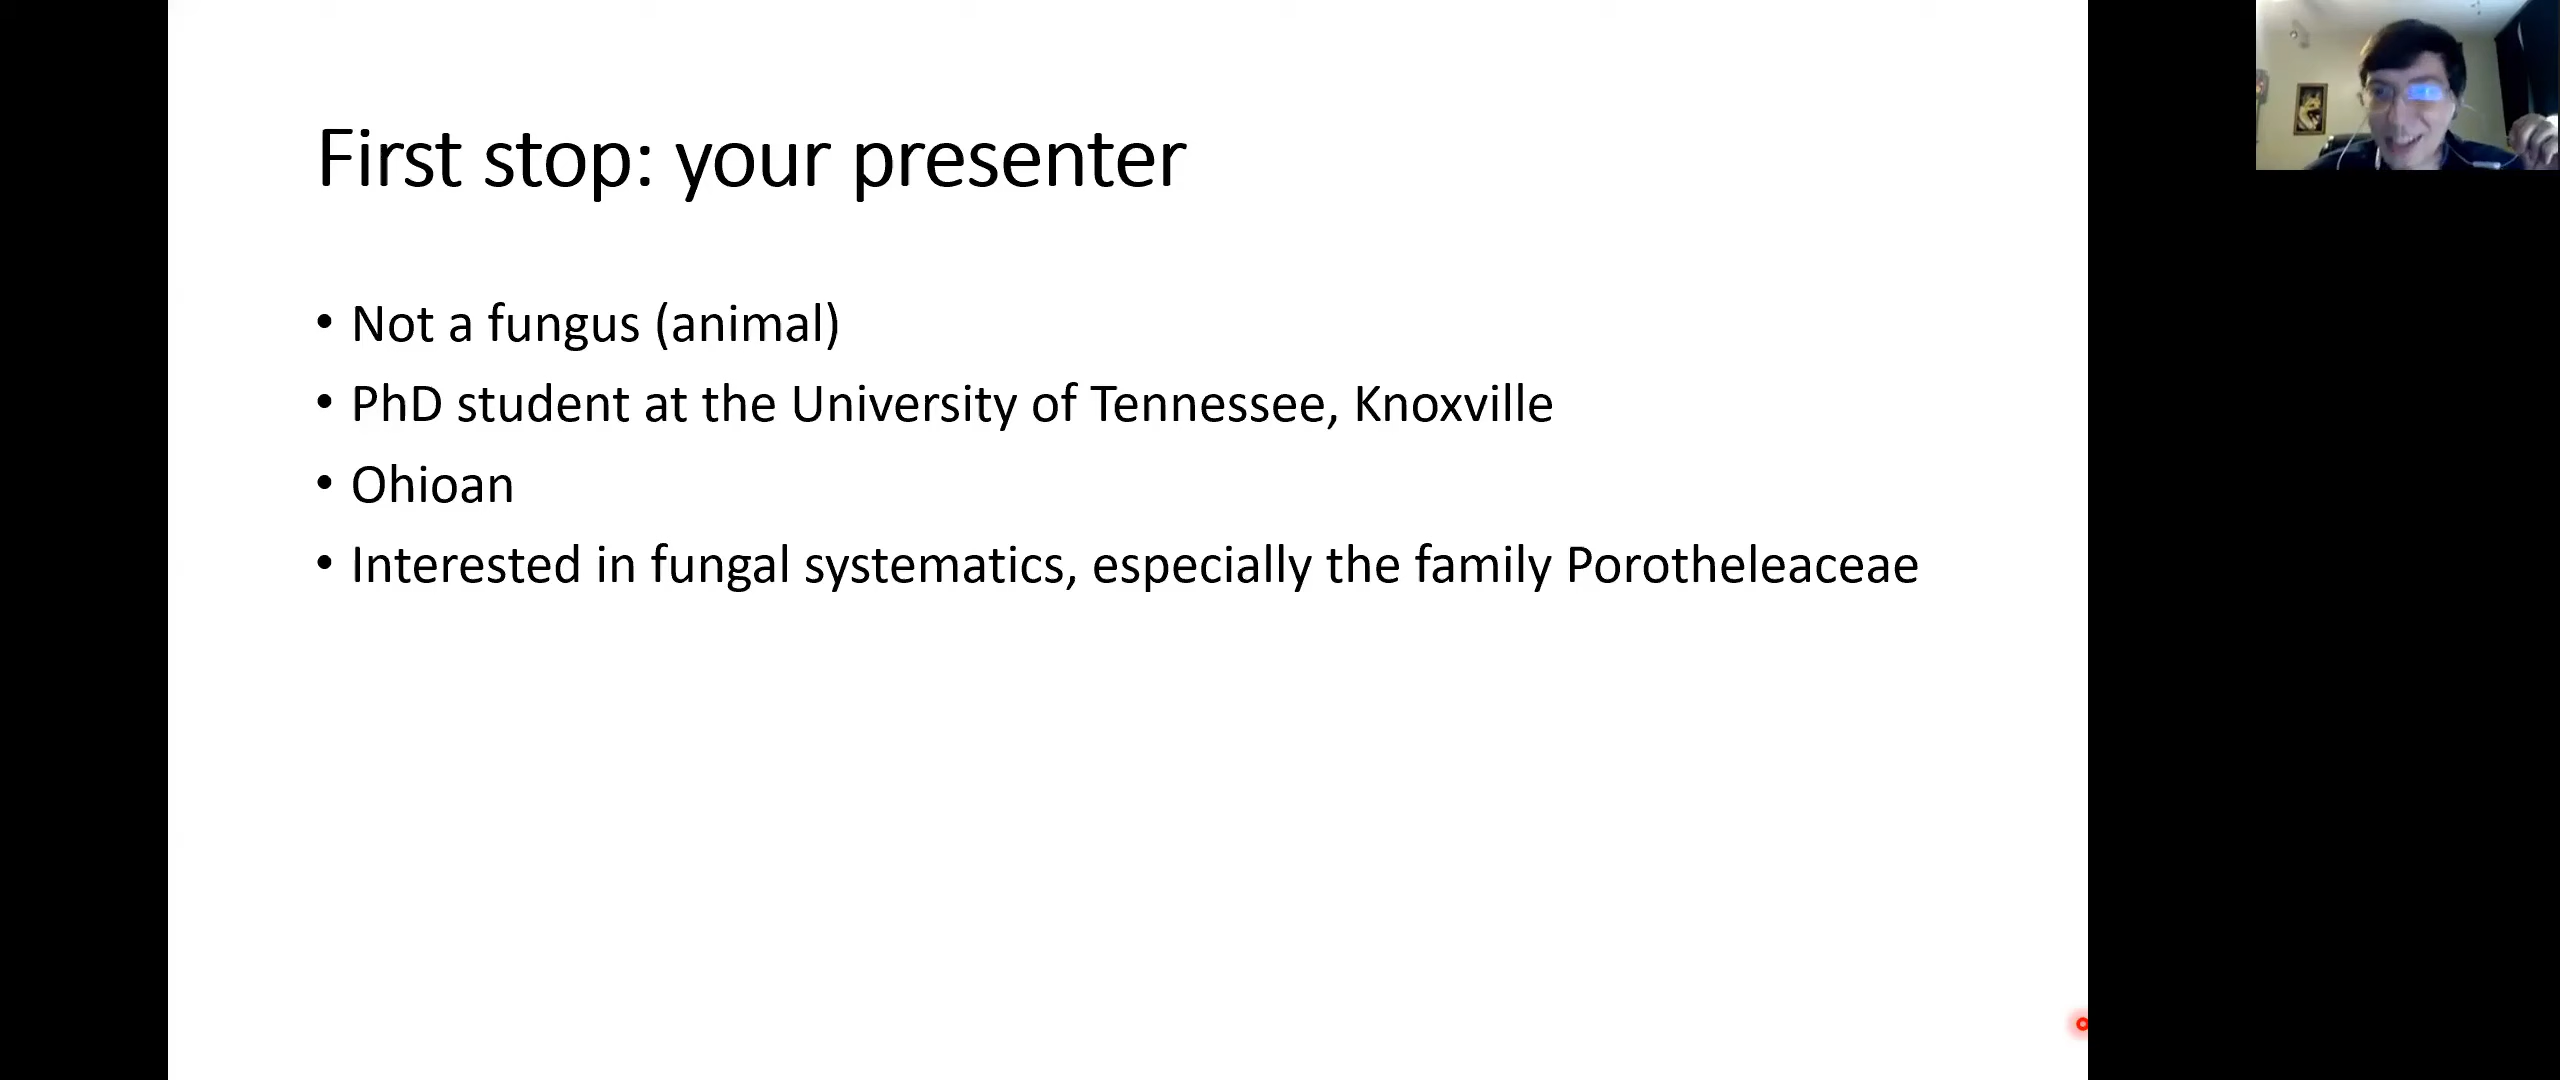 First stop: your presenter
• Not a fungus (animal)
• PhD student at the University of Tennessee, Knoxville
• Ohioan
• Interested in fungal systematics, especially the family Porotheleaceae